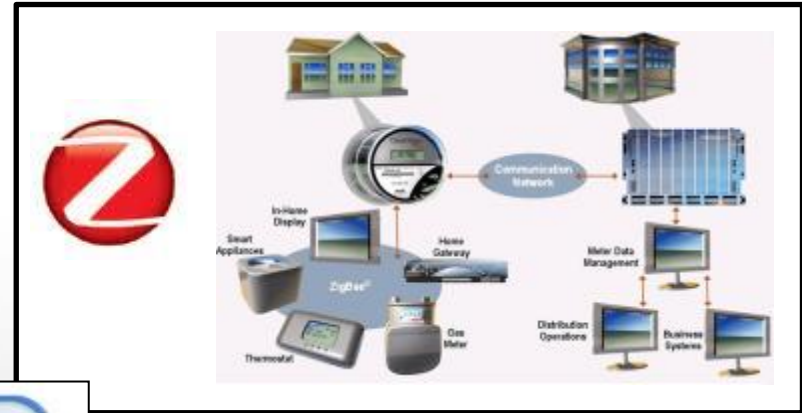 Communication
Network
In-Home
Display
Smart
Appliances
Home
Gateway
ZigBee®
Thermostat
Gas
Meter
Meter Data
Management
Distribution
Operations
Business
Systems